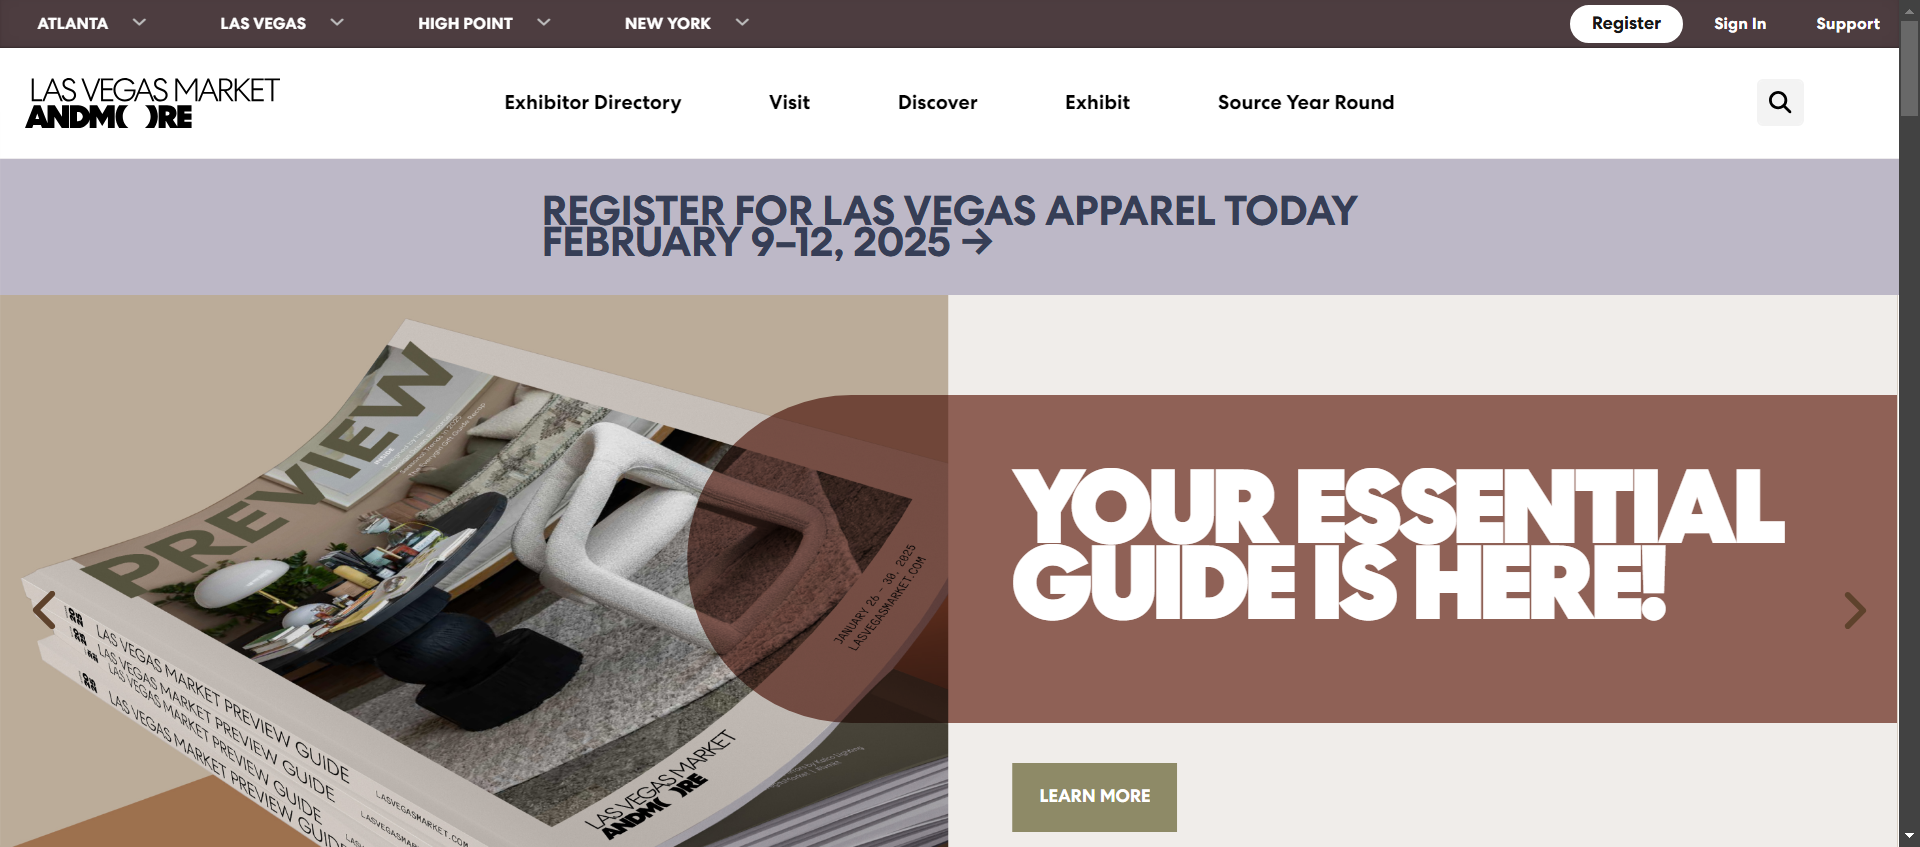 ATLANTA
LAS VEGAS
HIGH POINT
NEW YORK
Register
Sign In
Support
LAS VEGAS MARKET
ANDMORE
Exhibitor Directory
Visit
Discover
Exhibit
Source Year Round
REGISTER FOR LAS VEGAS APPAREL TODAY
FEBRUARY 9–12, 2025 →
PREVIEW
INSIDE
JANUARY 26 - 30, 2025
LASVEGASMARKET.COM
LAS VEGAS MARKET
ANDMORE
LAS VEGAS MARKET PREVIEW GUIDE
LAS VEGAS MARKET PREVIEW GUIDE
LAS VEGAS MARKET PREVIEW GUIDE
LAS VEGAS MARKET PREVIEW GUIDE
LASVEGASMARKET.COM
YOUR ESSENTIAL
GUIDE IS HERE!
LEARN MORE